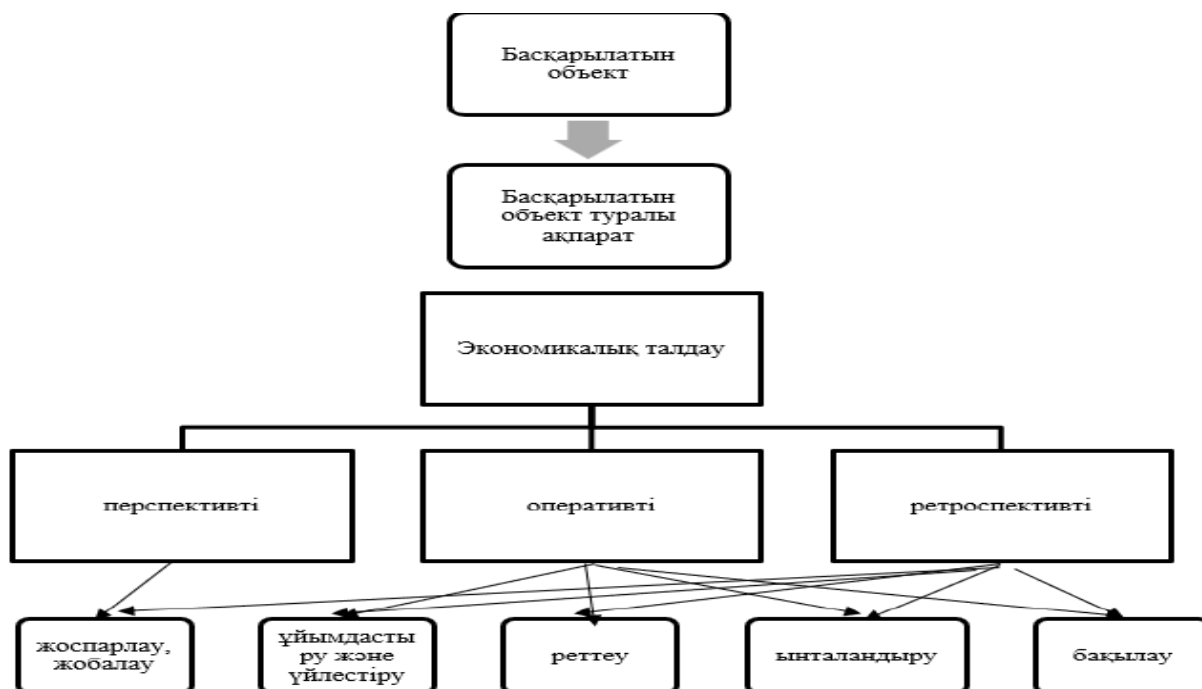 Басқарылатын
объект
Басқарылатын
объект туралы
ақпарат
Экономикалық талдау
перспективті
оперативті
ретроспективті
жоспарлау,
жобалау
ұйымдасты
ру және
үйлестіру
реттеу
ынталандыру
бақылау